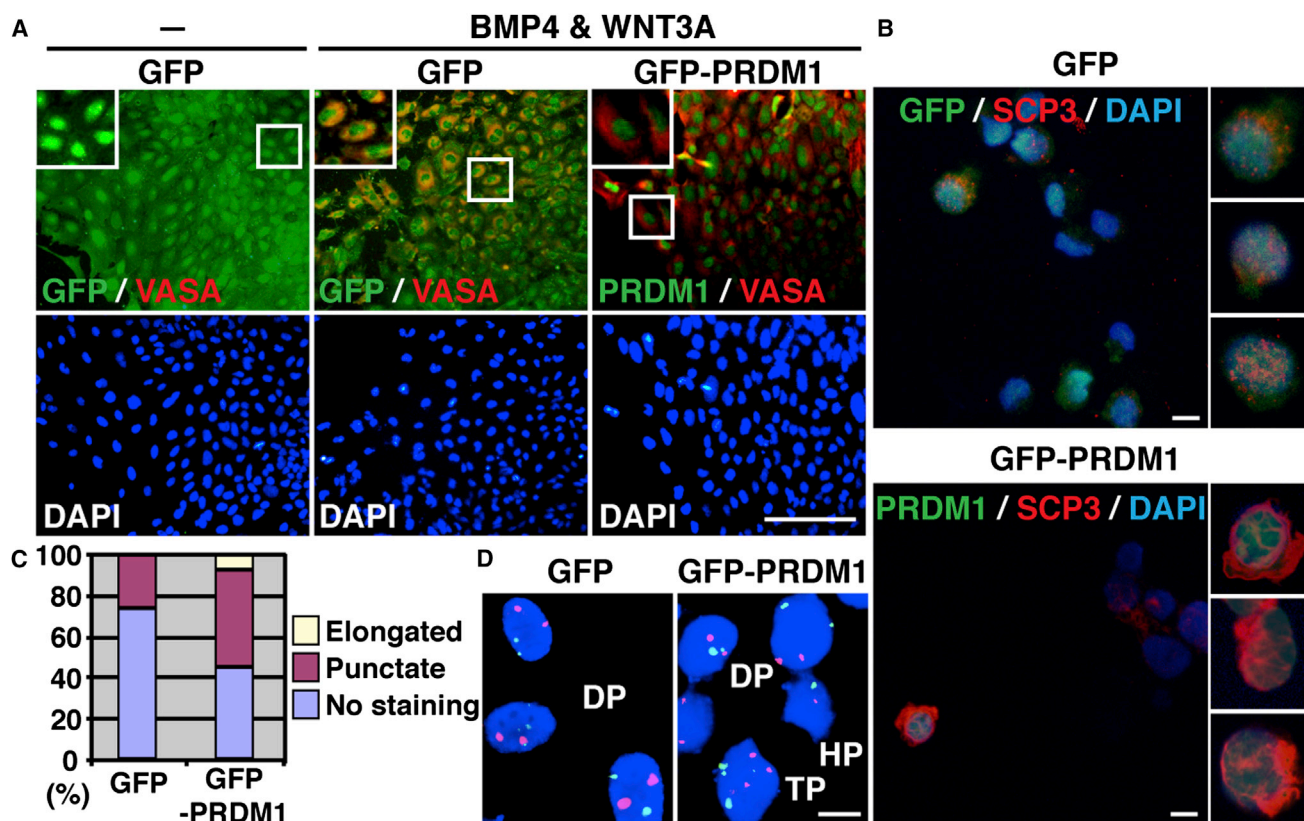 A
—
BMP4 & WNT3A
GFP
GFP
GFP-PRDM1
GFP / VASA
GFP / VASA
PRDM1 / VASA
DAPI
DAPI
DAPI
B
GFP
GFP / SCP3 / DAPI
GFP-PRDM1
PRDM1 / SCP3 / DAPI
C
100
80
60
40
20
0
(%)
GFP
GFP
-PRDM1
Elongated
Punctate
No staining
D
GFP
GFP-PRDM1
DP
DP
HP
TP